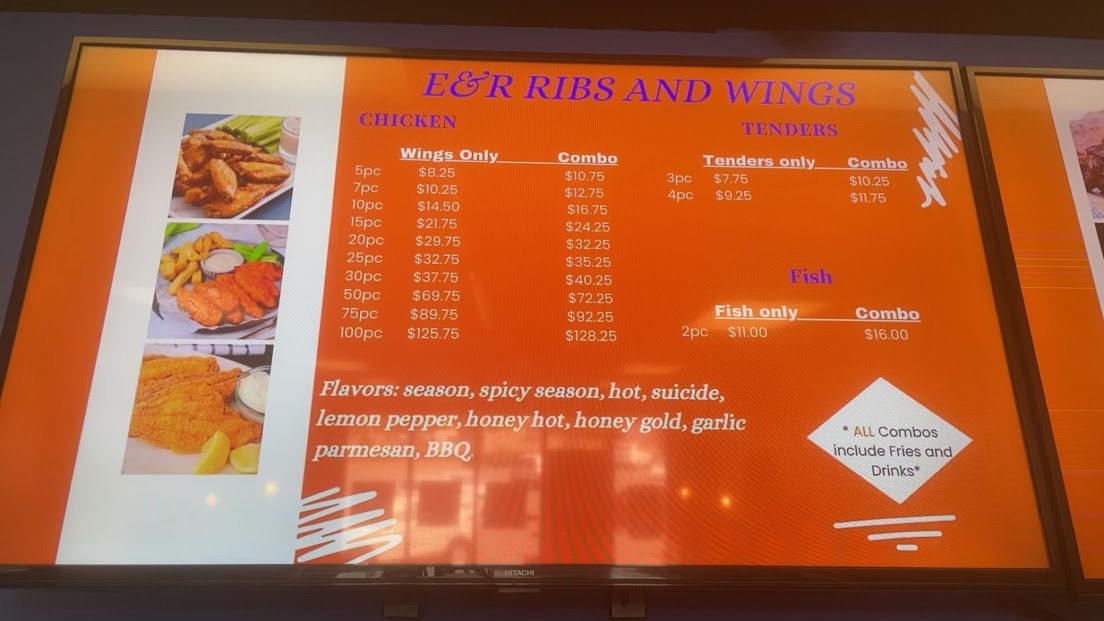 E&R RIBS AND WINGS
CHICKEN
Wings Only Combo
5pc $8.25 $10.75
7pc $10.25 $12.75
10pc $14.50 $16.75
15pc $21.75 $24.25
20pc $29.75 $32.25
25pc $32.75 $35.25
30pc $37.75 $40.25
50pc $69.75 $72.25
75pc $89.75 $92.25
100pc $125.75 $128.25
TENDERS
Tenders only Combo
3pc $7.75 $10.25
4pc $9.25 $11.75
Fish
Fish only Combo
2pc $11.00 $16.00
Flavors: season, spicy season, hot, suicide,
lemon pepper, honey hot, honey gold, garlic
parmesan, BBQ.
* ALL Combos
include Fries and
Drinks*
HITACHI